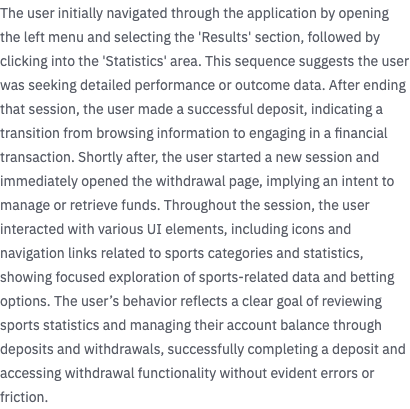 The user initially navigated through the application by opening
the left menu and selecting the 'Results' section, followed by
clicking into the 'Statistics' area. This sequence suggests the user
was seeking detailed performance or outcome data. After ending
that session, the user made a successful deposit, indicating a
transition from browsing information to engaging in a financial
transaction. Shortly after, the user started a new session and
immediately opened the withdrawal page, implying an intent to
manage or retrieve funds. Throughout the session, the user
interacted with various UI elements, including icons and
navigation links related to sports categories and statistics,
showing focused exploration of sports-related data and betting
options. The user’s behavior reflects a clear goal of reviewing
sports statistics and managing their account balance through
deposits and withdrawals, successfully completing a deposit and
accessing withdrawal functionality without evident errors or
friction.